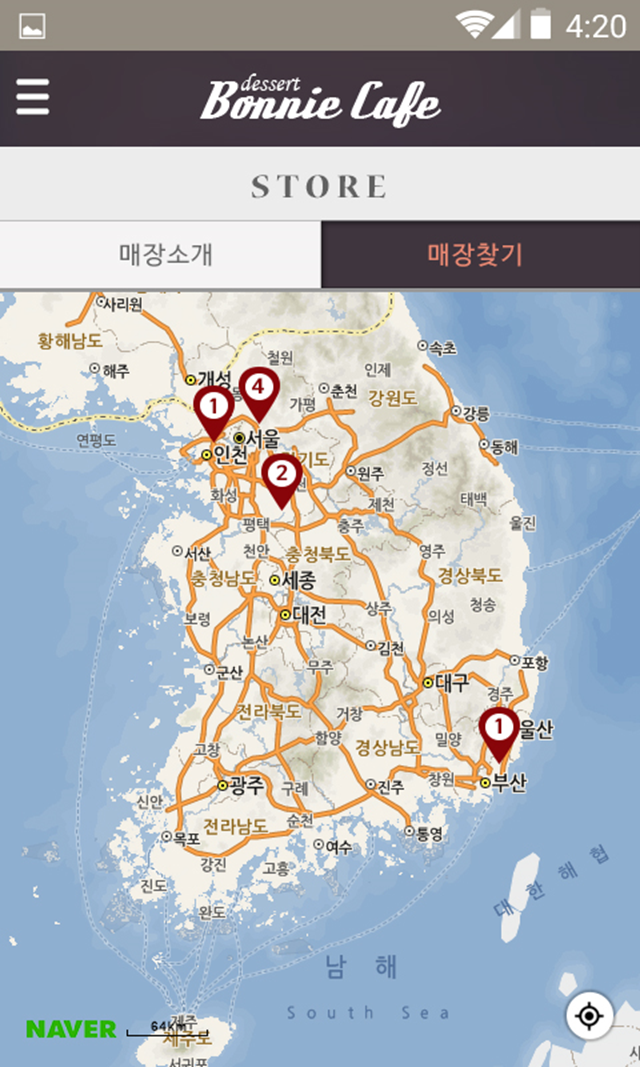 4:20
dessert
Bonnie Cafe
STORE
매장소개
매장찾기
사리원
황해남도
해주
개성
철원
속초
인제
춘천
강원도
가평
4
1
강릉
연평도
서울
동해
인천
기도
2
원주
정선
화성
제천
태백
평택
충주
울진
서산
천안
충청북도
영주
충청남도
세종
경상북도
보령
대전
상주
청송
의성
논산
김천
군산
무주
포항
대구
경주
전라북도
거창
1
울산
고창
함양
경상남도
밀양
광주
구례
진주
창원
부산
신안
전라남도
순천
목포
여수
통영
강진
고흥
진도
완도
대한해협
남해
South Sea
NAVER
64Km
제주
제주도
서귀포